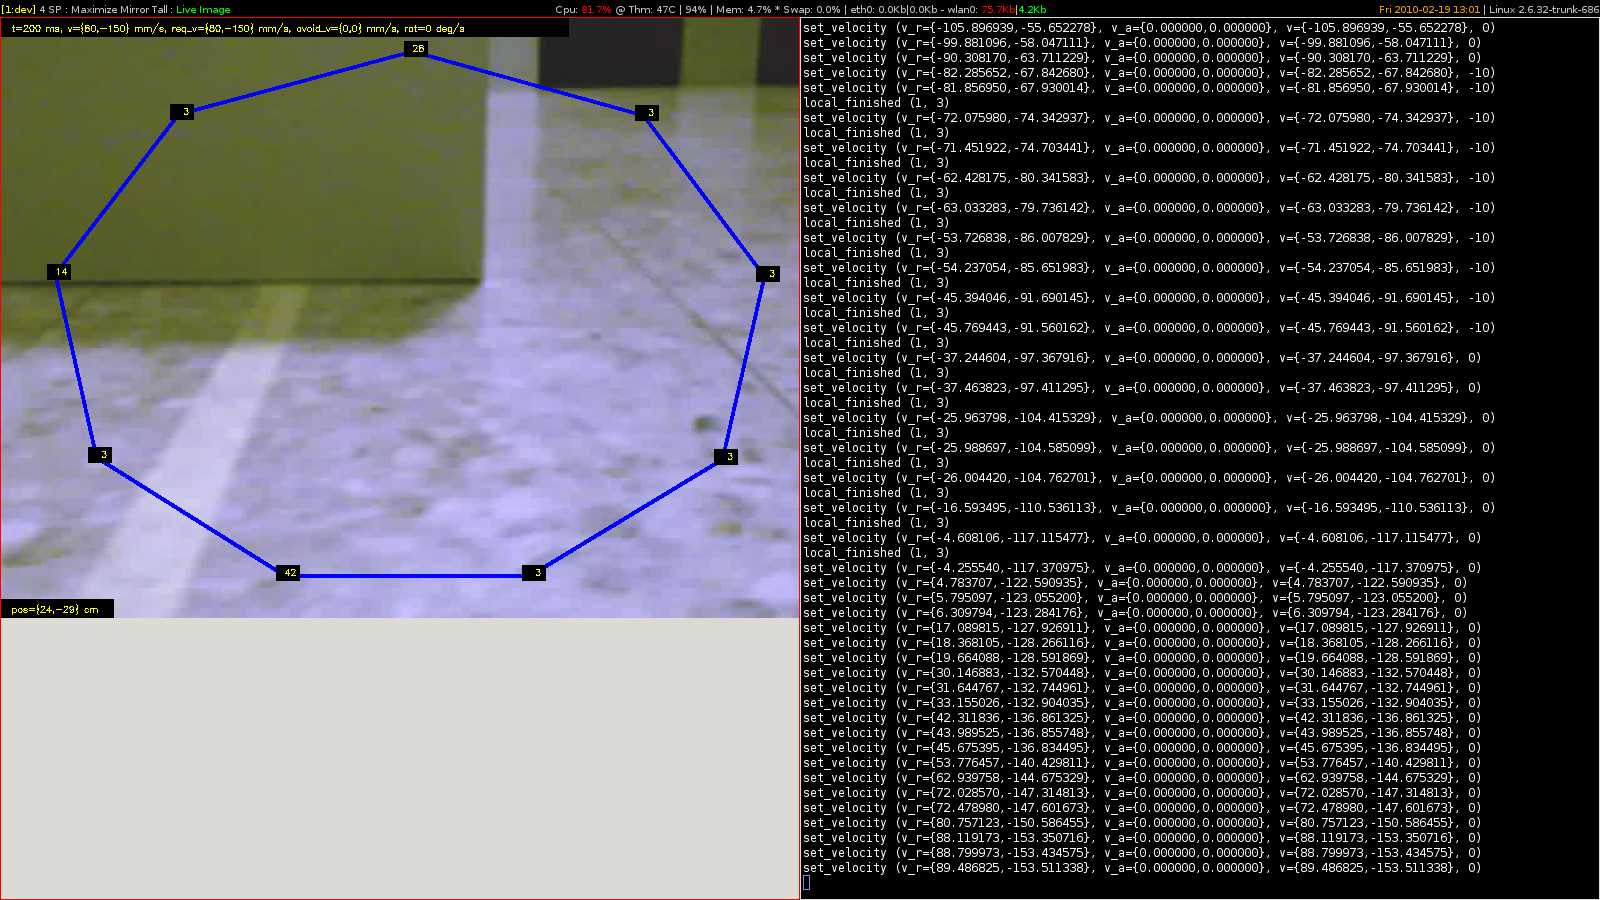 [1:dev] 4 SP : Maximize Mirror Tall : Live Image
Cpu: 81.7% @ Thm: 47C | 94% | Mem: 4.7% * Swap: 0.0% | eth0: 0.0Kb|0.0Kb - wlan0: 75.7Kb|4.2Kb
Fri 2010-02-19 13:01 | Linux 2.6.32-trunk-686
t=200 ms, v={80,-150} mm/s, req_v={80,-150} mm/s, avoid_v={0,0} mm/s, rot=0 deg/s
26
3
3
14
3
3
3
42
3
pos={24,-29} cm
set_velocity (v_r={-105.896939,-55.652278}, v_a={0.000000,0.000000}, v={-105.896939,-55.652278}, 0)
set_velocity (v_r={-99.881096,-58.047111}, v_a={0.000000,0.000000}, v={-99.881096,-58.047111}, 0)
set_velocity (v_r={-90.308170,-63.711229}, v_a={0.000000,0.000000}, v={-90.308170,-63.711229}, 0)
set_velocity (v_r={-82.285652,-67.842680}, v_a={0.000000,0.000000}, v={-82.285652,-67.842680}, -10)
set_velocity (v_r={-81.856950,-67.930014}, v_a={0.000000,0.000000}, v={-81.856950,-67.930014}, -10)
local_finished (1, 3)
set_velocity (v_r={-72.075980,-74.342937}, v_a={0.000000,0.000000}, v={-72.075980,-74.342937}, -10)
local_finished (1, 3)
set_velocity (v_r={-71.451922,-74.703441}, v_a={0.000000,0.000000}, v={-71.451922,-74.703441}, -10)
local_finished (1, 3)
set_velocity (v_r={-62.428175,-80.341583}, v_a={0.000000,0.000000}, v={-62.428175,-80.341583}, -10)
local_finished (1, 3)
set_velocity (v_r={-63.033283,-79.736142}, v_a={0.000000,0.000000}, v={-63.033283,-79.736142}, -10)
local_finished (1, 3)
set_velocity (v_r={-53.726838,-86.007829}, v_a={0.000000,0.000000}, v={-53.726838,-86.007829}, -10)
local_finished (1, 3)
set_velocity (v_r={-54.237054,-85.651983}, v_a={0.000000,0.000000}, v={-54.237054,-85.651983}, -10)
local_finished (1, 3)
set_velocity (v_r={-45.394046,-91.690145}, v_a={0.000000,0.000000}, v={-45.394046,-91.690145}, -10)
local_finished (1, 3)
set_velocity (v_r={-45.769443,-91.560162}, v_a={0.000000,0.000000}, v={-45.769443,-91.560162}, -10)
local_finished (1, 3)
set_velocity (v_r={-37.244604,-97.367916}, v_a={0.000000,0.000000}, v={-37.244604,-97.367916}, 0)
local_finished (1, 3)
set_velocity (v_r={-37.463823,-97.411295}, v_a={0.000000,0.000000}, v={-37.463823,-97.411295}, 0)
local_finished (1, 3)
set_velocity (v_r={-25.963798,-104.415329}, v_a={0.000000,0.000000}, v={-25.963798,-104.415329}, 0)
local_finished (1, 3)
set_velocity (v_r={-25.988697,-104.585099}, v_a={0.000000,0.000000}, v={-25.988697,-104.585099}, 0)
local_finished (1, 3)
set_velocity (v_r={-26.004420,-104.762701}, v_a={0.000000,0.000000}, v={-26.004420,-104.762701}, 0)
local_finished (1, 3)
set_velocity (v_r={-16.593495,-110.536113}, v_a={0.000000,0.000000}, v={-16.593495,-110.536113}, 0)
local_finished (1, 3)
set_velocity (v_r={-4.608106,-117.115477}, v_a={0.000000,0.000000}, v={-4.608106,-117.115477}, 0)
local_finished (1, 3)
set_velocity (v_r={-4.255540,-117.370975}, v_a={0.000000,0.000000}, v={-4.255540,-117.370975}, 0)
set_velocity (v_r={4.783707,-122.590935}, v_a={0.000000,0.000000}, v={4.783707,-122.590935}, 0)
set_velocity (v_r={5.795097,-123.055200}, v_a={0.000000,0.000000}, v={5.795097,-123.055200}, 0)
set_velocity (v_r={6.309794,-123.284176}, v_a={0.000000,0.000000}, v={6.309794,-123.284176}, 0)
set_velocity (v_r={17.089815,-127.926911}, v_a={0.000000,0.000000}, v={17.089815,-127.926911}, 0)
set_velocity (v_r={18.368105,-128.266116}, v_a={0.000000,0.000000}, v={18.368105,-128.266116}, 0)
set_velocity (v_r={19.664088,-128.591869}, v_a={0.000000,0.000000}, v={19.664088,-128.591869}, 0)
set_velocity (v_r={30.146883,-132.570448}, v_a={0.000000,0.000000}, v={30.146883,-132.570448}, 0)
set_velocity (v_r={31.644767,-132.744961}, v_a={0.000000,0.000000}, v={31.644767,-132.744961}, 0)
set_velocity (v_r={33.155026,-132.904035}, v_a={0.000000,0.000000}, v={33.155026,-132.904035}, 0)
set_velocity (v_r={42.311836,-136.861325}, v_a={0.000000,0.000000}, v={42.311836,-136.861325}, 0)
set_velocity (v_r={43.989525,-136.855748}, v_a={0.000000,0.000000}, v={43.989525,-136.855748}, 0)
set_velocity (v_r={45.675395,-136.834495}, v_a={0.000000,0.000000}, v={45.675395,-136.834495}, 0)
set_velocity (v_r={53.776457,-140.429811}, v_a={0.000000,0.000000}, v={53.776457,-140.429811}, 0)
set_velocity (v_r={62.939758,-144.675329}, v_a={0.000000,0.000000}, v={62.939758,-144.675329}, 0)
set_velocity (v_r={72.028570,-147.314813}, v_a={0.000000,0.000000}, v={72.028570,-147.314813}, 0)
set_velocity (v_r={72.478980,-147.601673}, v_a={0.000000,0.000000}, v={72.478980,-147.601673}, 0)
set_velocity (v_r={80.757123,-150.586455}, v_a={0.000000,0.000000}, v={80.757123,-150.586455}, 0)
set_velocity (v_r={88.119173,-153.350716}, v_a={0.000000,0.000000}, v={88.119173,-153.350716}, 0)
set_velocity (v_r={88.799973,-153.434575}, v_a={0.000000,0.000000}, v={88.799973,-153.434575}, 0)
set_velocity (v_r={89.486825,-153.511338}, v_a={0.000000,0.000000}, v={89.486825,-153.511338}, 0)